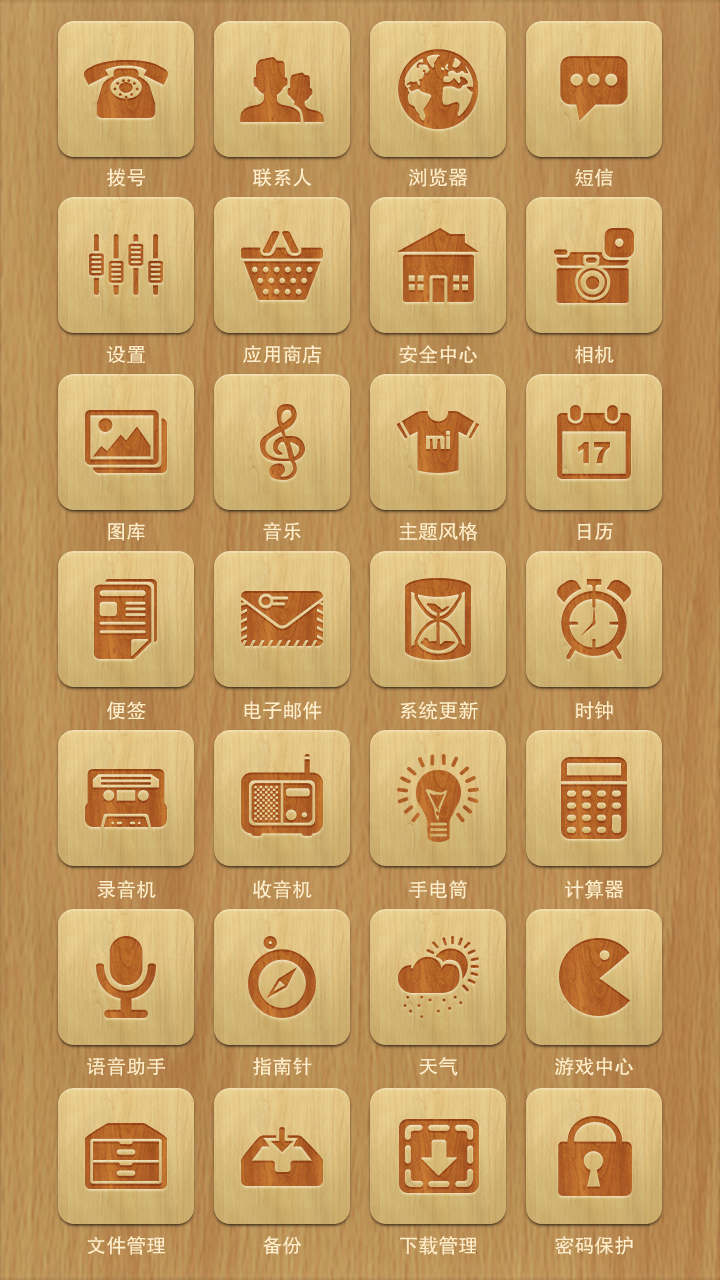 拨号 联系人 浏览器 短信
设置 应用商店 安全中心 相机
mi 17
图库 音乐 主题风格 日历
便签 电子邮件 系统更新 时钟
录音机 收音机 手电筒 计算器
语音助手 指南针 天气 游戏中心
文件管理 备份 下载管理 密码保护